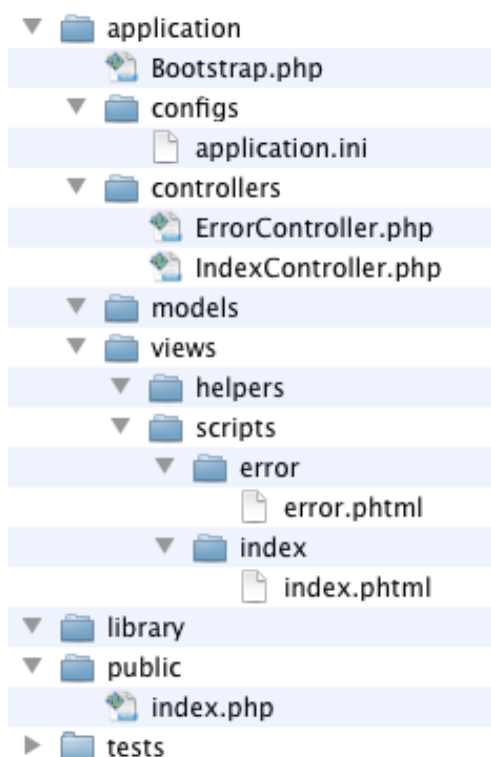 application
Bootstrap.php
configs
application.ini
controllers
ErrorController.php
IndexController.php
models
views
helpers
scripts
error
error.phtml
index
index.phtml
library
public
index.php
tests